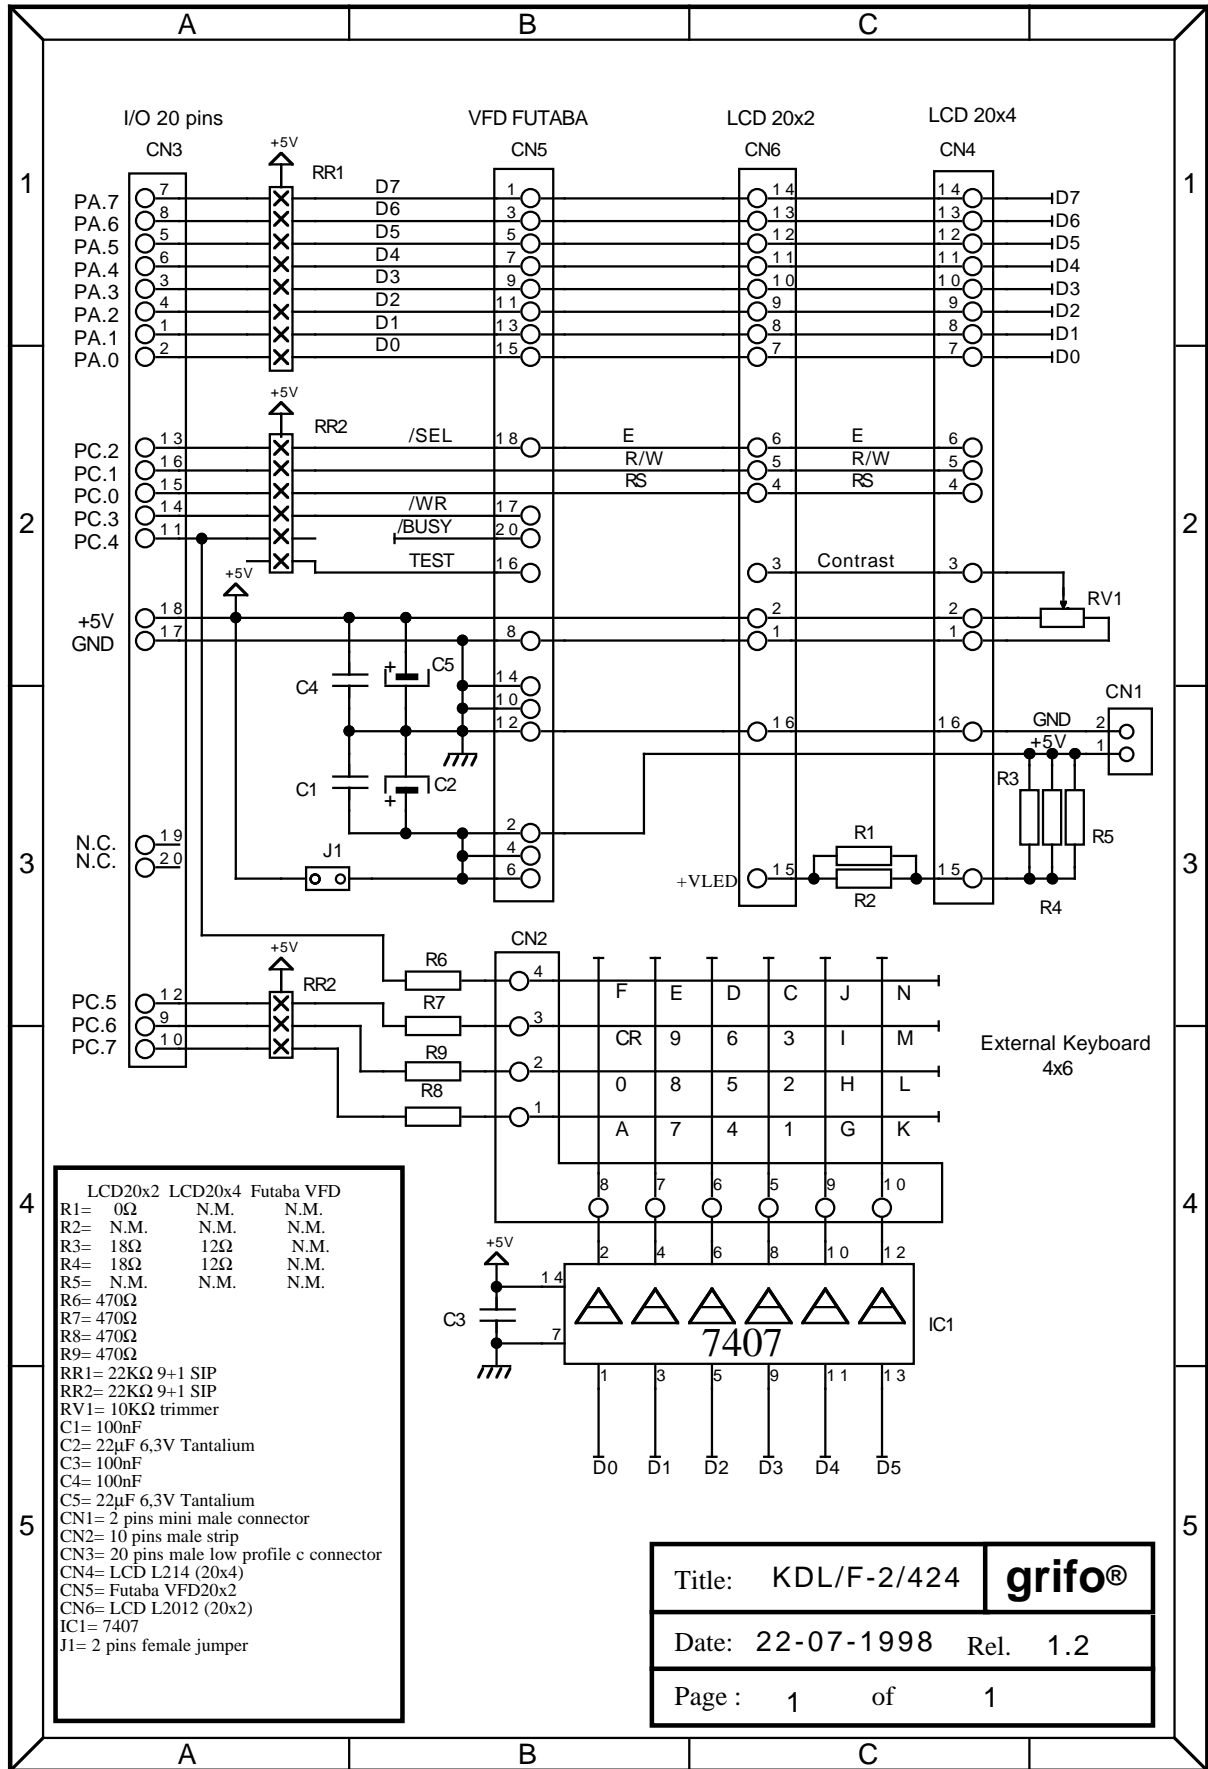 A B C
I/O 20 pins VFD FUTABA LCD 20x2 LCD 20x4
CN3 +5V RR1 CN5 CN6 CN4
1 1
PA.7 7 D7 1 14 14 D7
PA.6 8 D6 3 13 13 D6
PA.5 5 D5 5 12 12 D5
PA.4 6 D4 7 11 11 D4
PA.3 3 D3 9 10 10 D3
PA.2 4 D2 11 9 9 D2
PA.1 1 D1 13 8 8 D1
PA.0 2 D0 15 7 7 D0
+5V
RR2
PC.2 13 /SEL 18 E 6 E 6
PC.1 16 R/W 5 R/W 5
PC.0 15 RS 4 RS 4
PC.3 14 /WR 17
2 2
PC.4 11 /BUSY 20
TEST 16 3 Contrast 3
+5V
RV1
+5V 18 2 2
GND 17 8 1 1
C4 + C5 14
10
CN1
12 16 16 GND 2
+5V 1
C1 + C2 R3
2 R1
N.C. 19 4 R5
N.C. 20
3 3
J1 6 +VLED 15 R2 15 R4
CN2
+5V R6 4
RR2 F E D C J N
PC.5 12 R7 3
PC.6 9 CR 9 6 3 I M
PC.7 10 R9 2 External Keyboard
4x6
R8 0 8 5 2 H L
1
A 7 4 1 G K
4 4
8 7 6 5 9 10
+5V 2 4 6 8 10 12
14
C3 IC1
7 7407
1 3 5 9 11 13
D0 D1 D2 D3 D4 D5
LCD20x2 LCD20x4 Futaba VFD
R1= 0Ω N.M. N.M.
R2= N.M. N.M. N.M.
R3= 18Ω 12Ω N.M.
R4= 18Ω 12Ω N.M.
R5= N.M. N.M. N.M.
R6= 470Ω
R7= 470Ω
R8= 470Ω
R9= 470Ω
RR1= 22KΩ 9+1 SIP
RR2= 22KΩ 9+1 SIP
RV1= 10KΩ trimmer
C1= 100nF
C2= 22µF 6,3V Tantalium
C3= 100nF
C4= 100nF
C5= 22µF 6,3V Tantalium
CN1= 2 pins mini male connector
CN2= 10 pins male strip
CN3= 20 pins male low profile c connector
CN4= LCD L214 (20x4)
CN5= Futaba VFD20x2
CN6= LCD L2012 (20x2)
IC1= 7407
J1= 2 pins female jumper
5 5
Title: KDL/F-2/424 grifo®
Date: 22-07-1998 Rel. 1.2
Page : 1 of 1
A B C